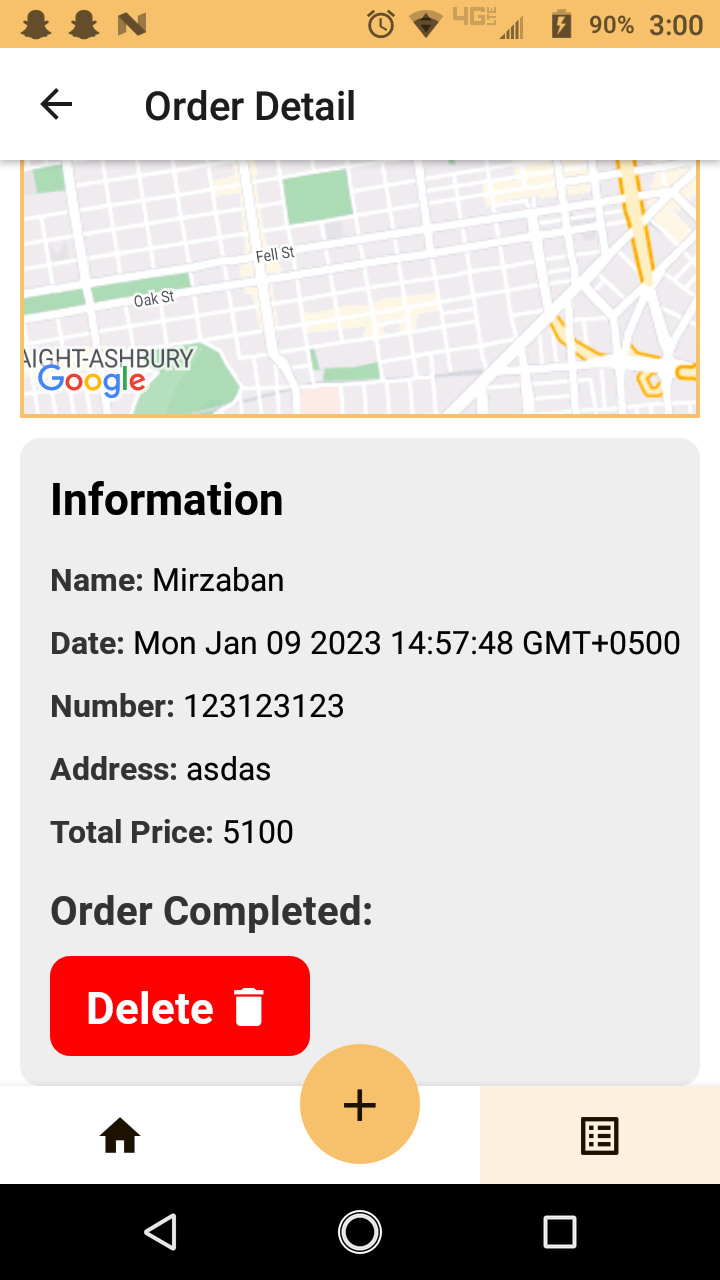 4G LTE 90% 3:00
Order Detail
Fell St
Oak St
AIGHT-ASHBURY
Google
Information
Name: Mirzaban
Date: Mon Jan 09 2023 14:57:48 GMT+0500
Number: 123123123
Address: asdas
Total Price: 5100
Order Completed:
Delete